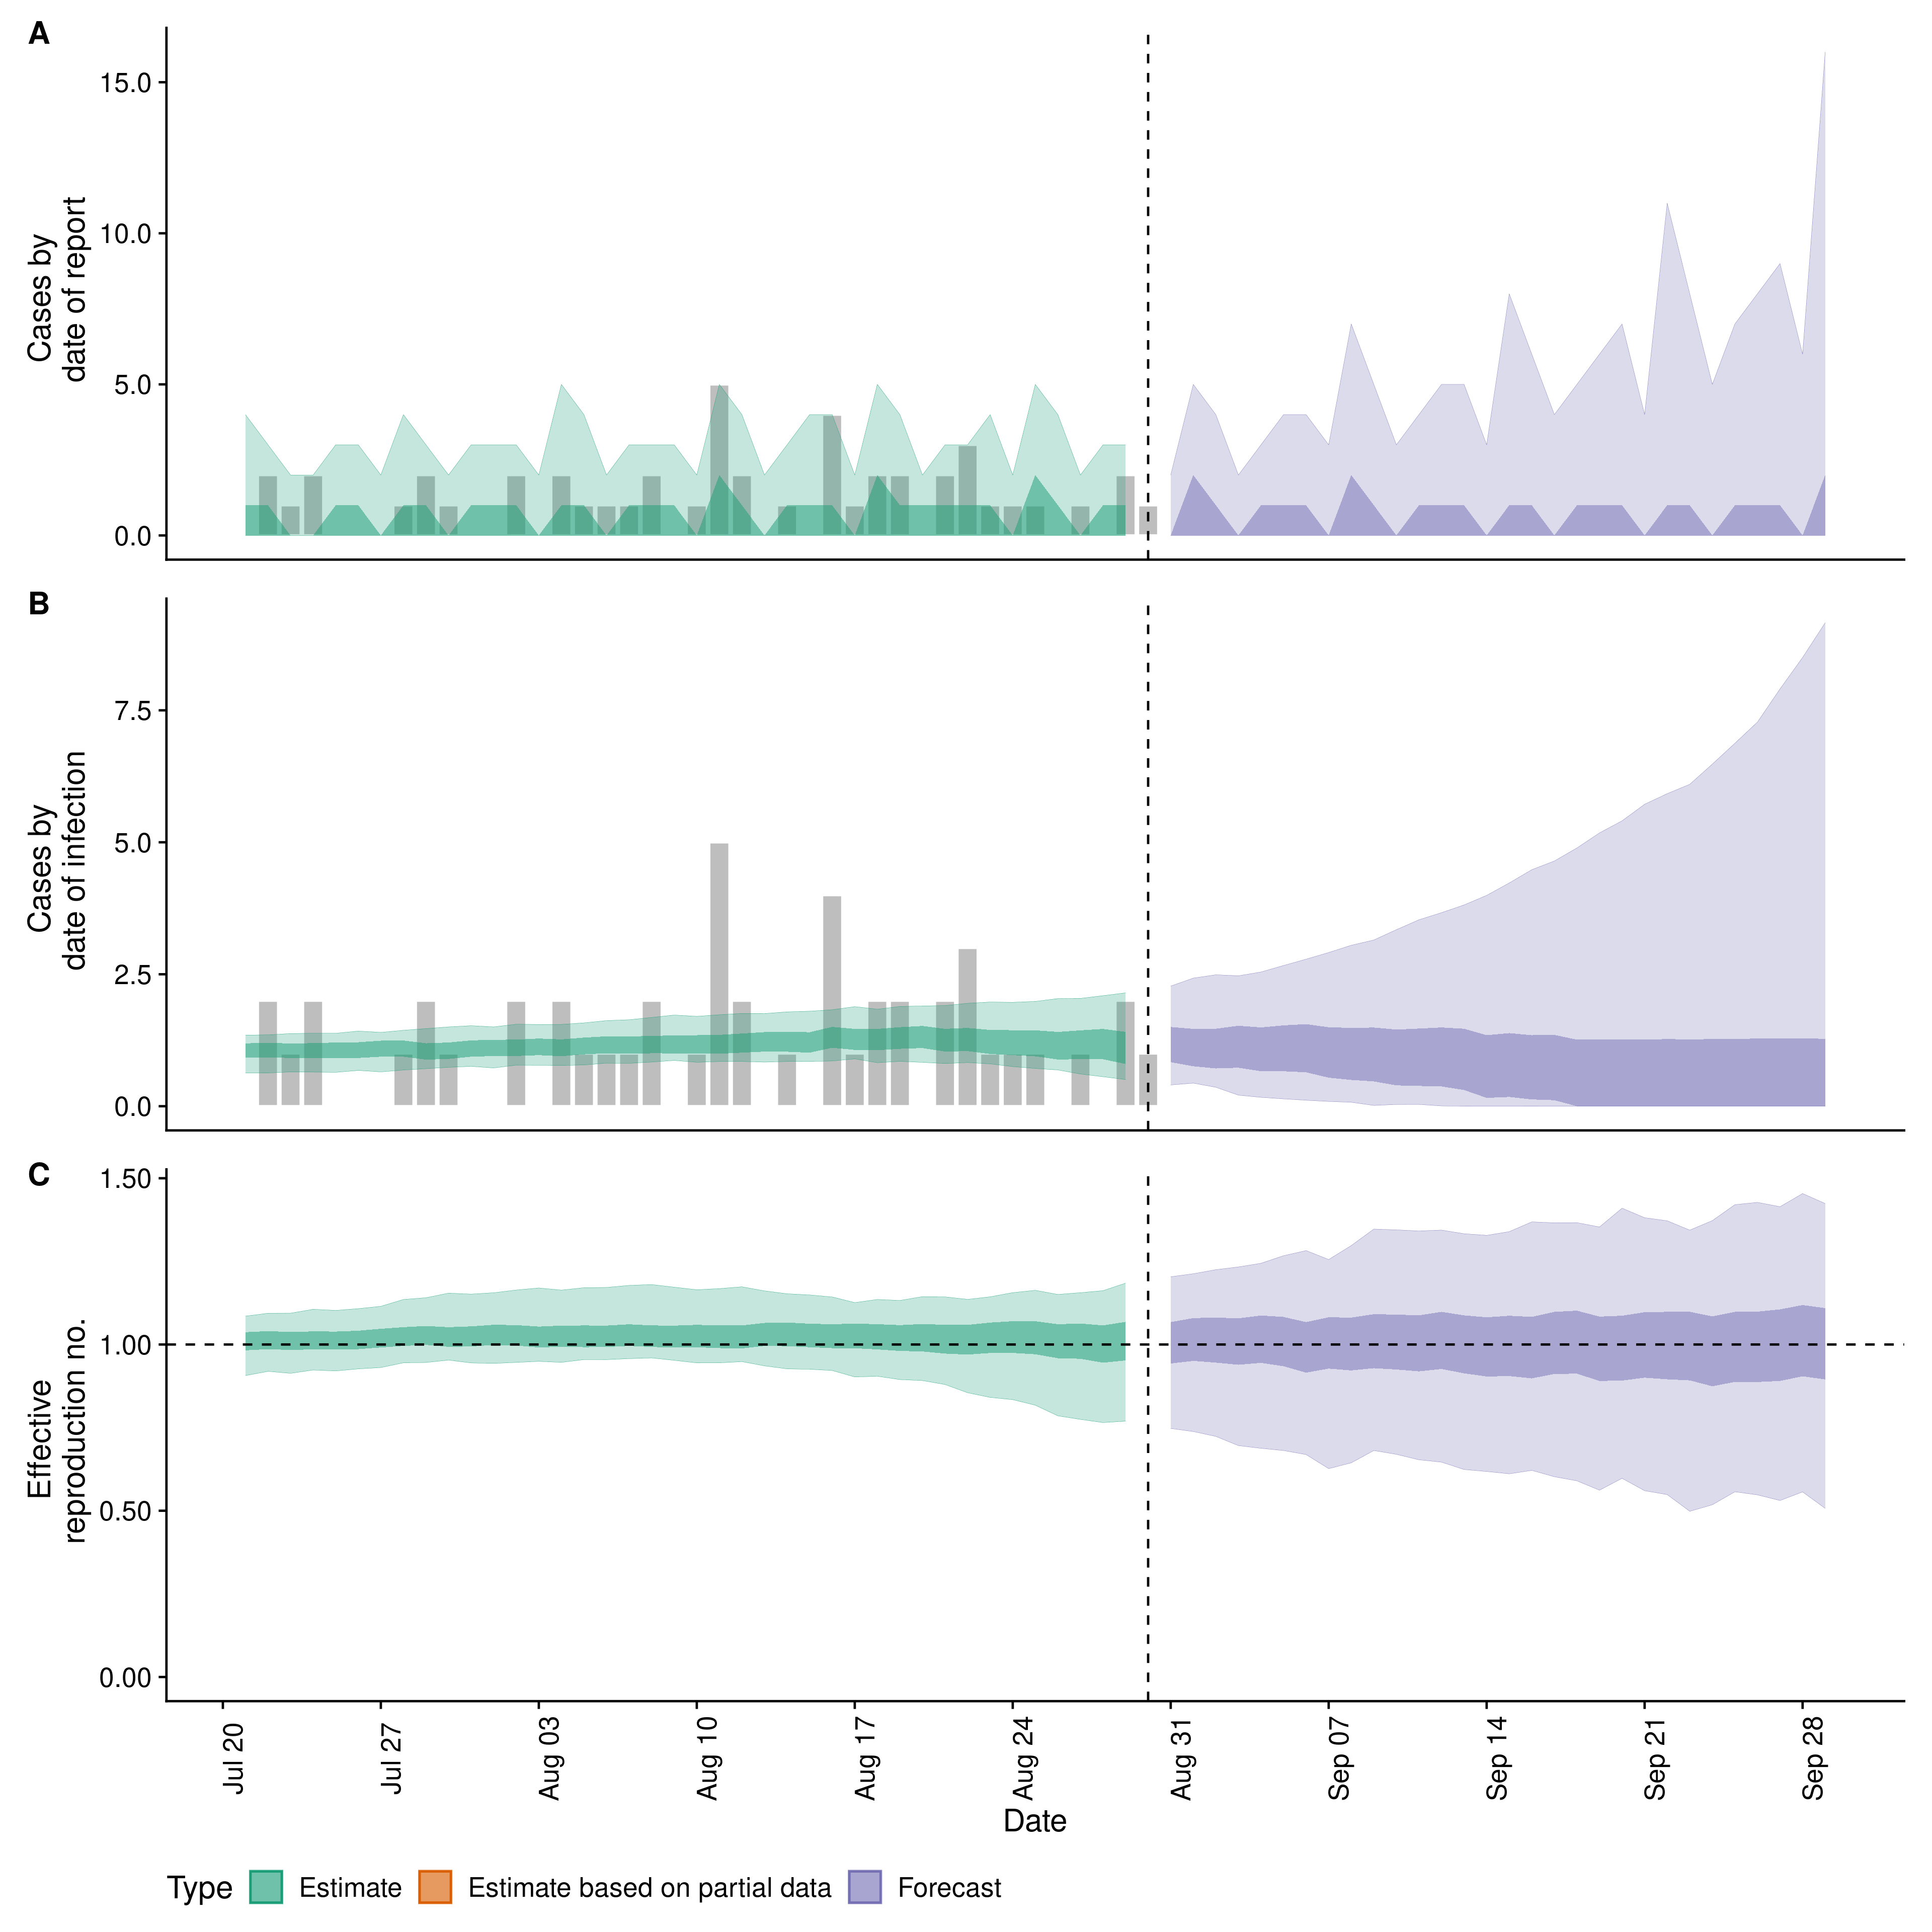 A
Cases by
date of report
15.0
10.0
5.0
0.0
B
Cases by
date of infection
7.5
5.0
2.5
0.0
C
Effective
reproduction no.
1.50
1.00
0.50
0.00
Jul 20
Jul 27
Aug 03
Aug 10
Aug 17
Aug 24
Aug 31
Sep 07
Sep 14
Sep 21
Sep 28
Date
Type Estimate Estimate based on partial data Forecast